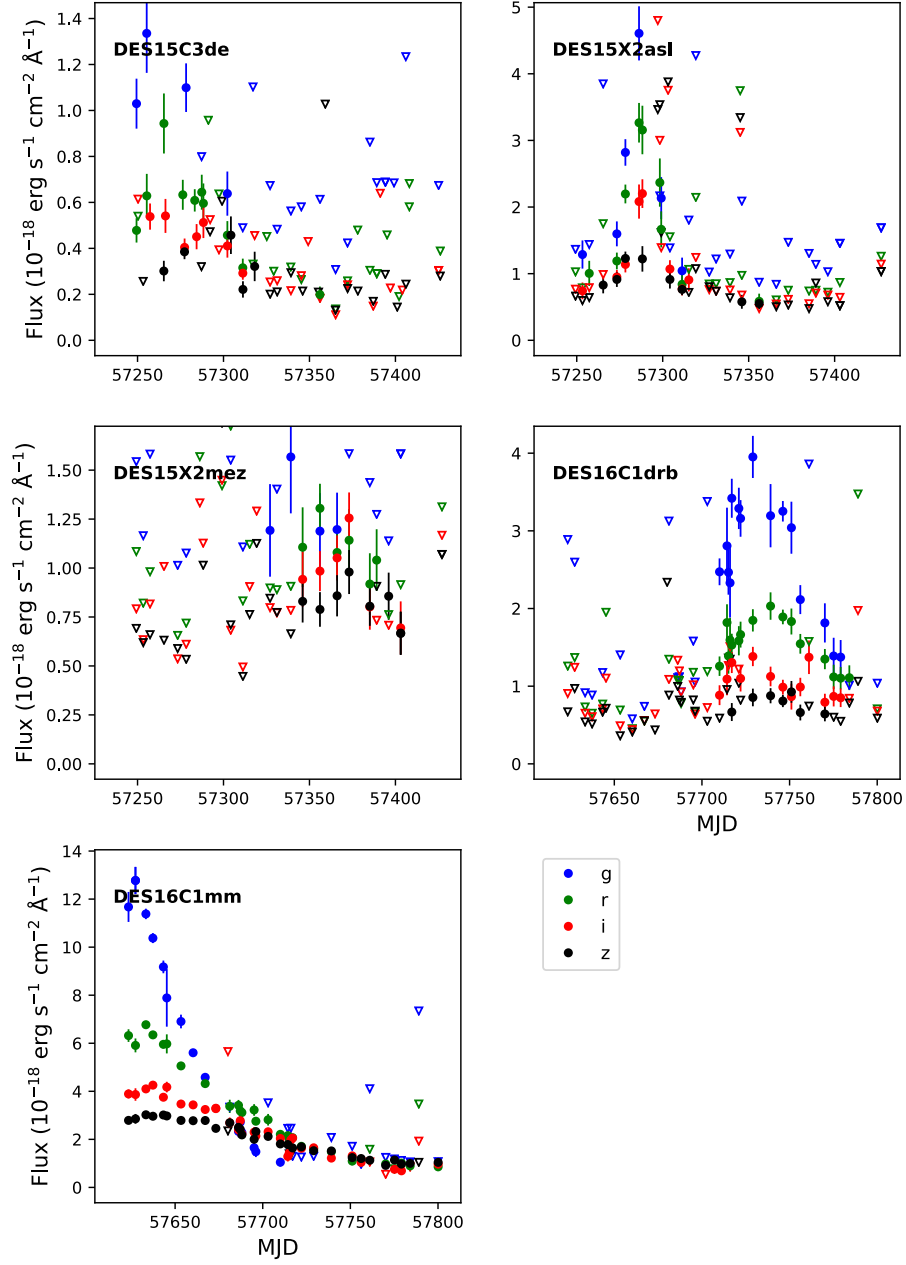 DES15C3de
1.4
1.2
1.0
0.8
0.6
0.4
0.2
0.0
57250 57300 57350 57400
Flux (10⁻¹⁸ erg s⁻¹ cm⁻² Å⁻¹)
DES15X2asl
5
4
3
2
1
0
57250 57300 57350 57400
DES15X2mez
1.50
1.25
1.00
0.75
0.50
0.25
0.00
57250 57300 57350 57400
Flux (10⁻¹⁸ erg s⁻¹ cm⁻² Å⁻¹)
DES16C1drb
4
3
2
1
0
57650 57700 57750 57800
MJD
DES16C1mm
14
12
10
8
6
4
2
0
57650 57700 57750 57800
MJD
Flux (10⁻¹⁸ erg s⁻¹ cm⁻² Å⁻¹)
g
r
i
z